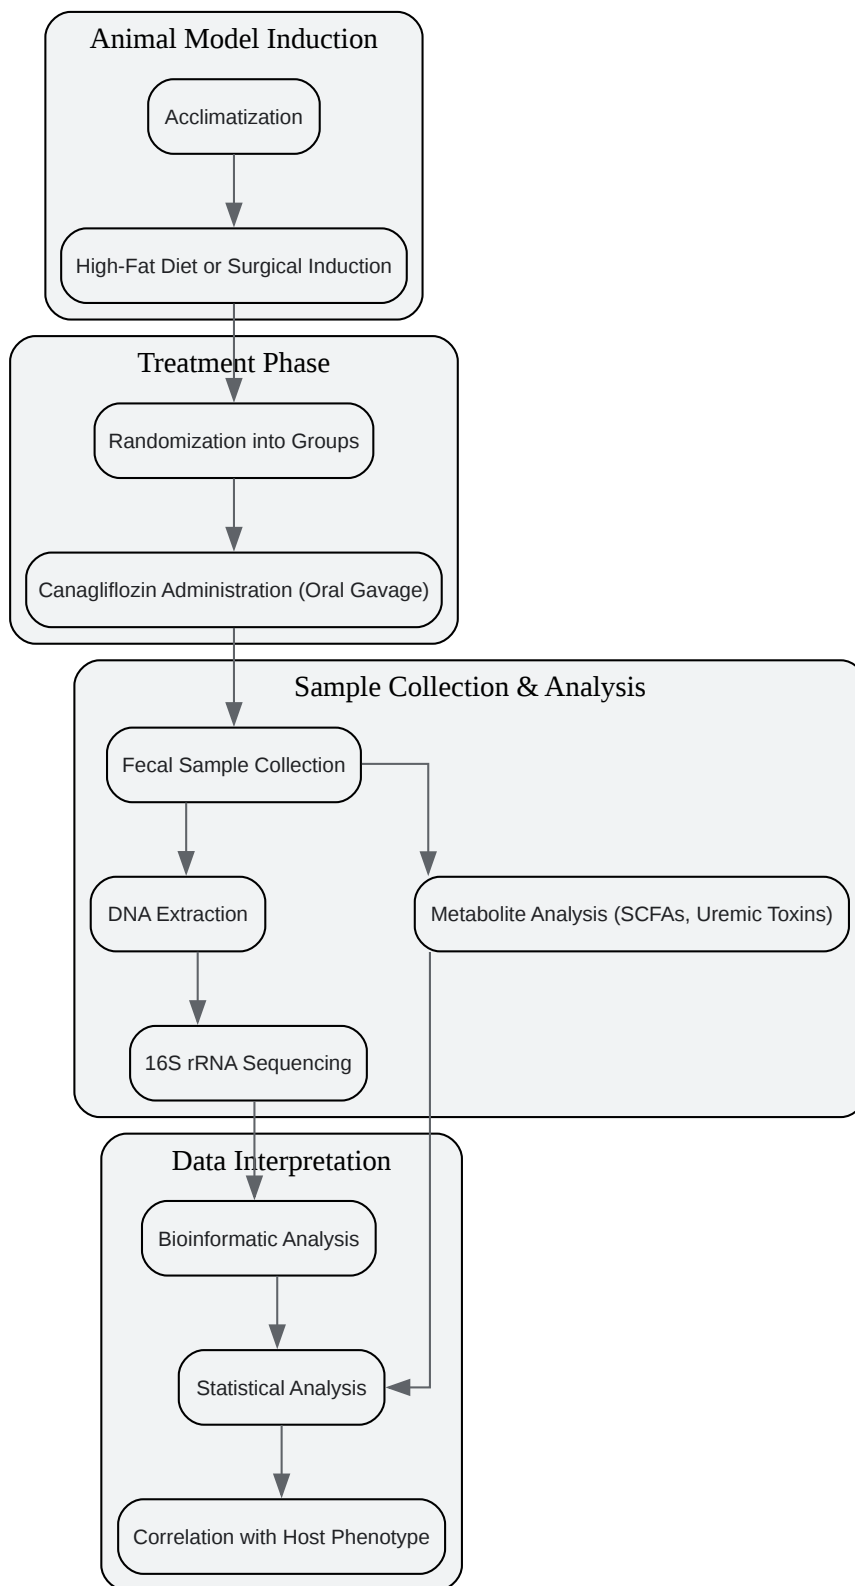 Animal Model Induction
Acclimatization
High-Fat Diet or Surgical Induction
Treatment Phase
Randomization into Groups
Canagliflozin Administration (Oral Gavage)
Sample Collection & Analysis
Fecal Sample Collection
DNA Extraction
Metabolite Analysis (SCFAs, Uremic Toxins)
16S rRNA Sequencing
Data Interpretation
Bioinformatic Analysis
Statistical Analysis
Correlation with Host Phenotype